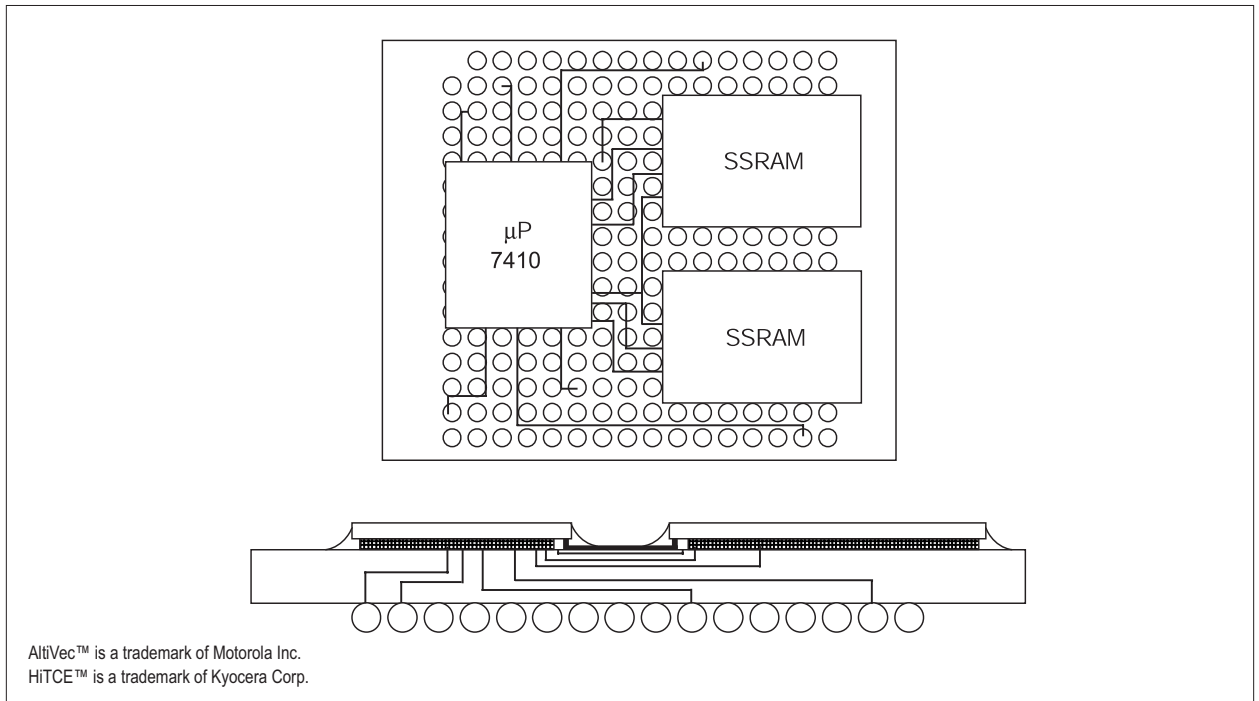 SSRAM
µP
7410
SSRAM
AltiVec™ is a trademark of Motorola Inc.
HiTCE™ is a trademark of Kyocera Corp.